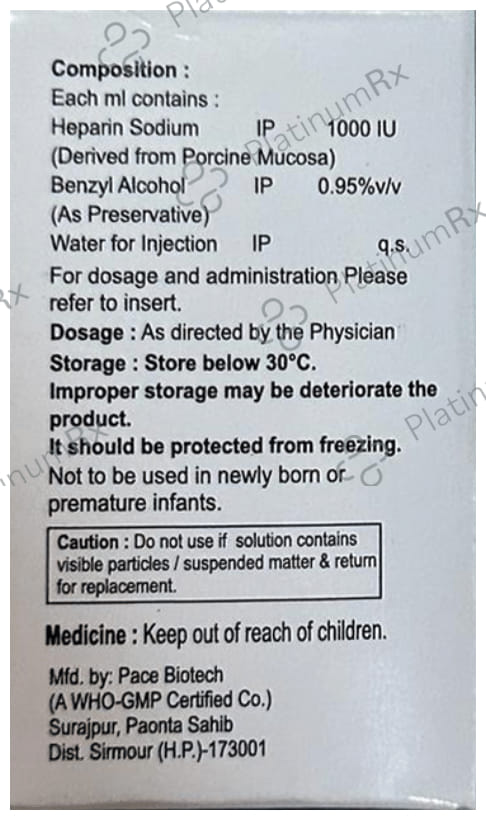 Composition :
Each ml contains :
Heparin Sodium IP 1000 IU
(Derived from Porcine Mucosa)
Benzyl Alcohol IP 0.95%v/v
(As Preservative)
Water for Injection IP q.s.
For dosage and administration Please
refer to insert.
Dosage : As directed by the Physician
Storage : Store below 30°C.
Improper storage may be deteriorate the
product.
It should be protected from freezing.
Not to be used in newly born or
premature infants.
Caution : Do not use if solution contains
visible particles / suspended matter & return
for replacement.
Medicine : Keep out of reach of children.
Mfd. by: Pace Biotech
(A WHO-GMP Certified Co.)
Surajpur, Paonta Sahib
Dist. Sirmour (H.P.)-173001
PlatinumRx
PlatinumRx